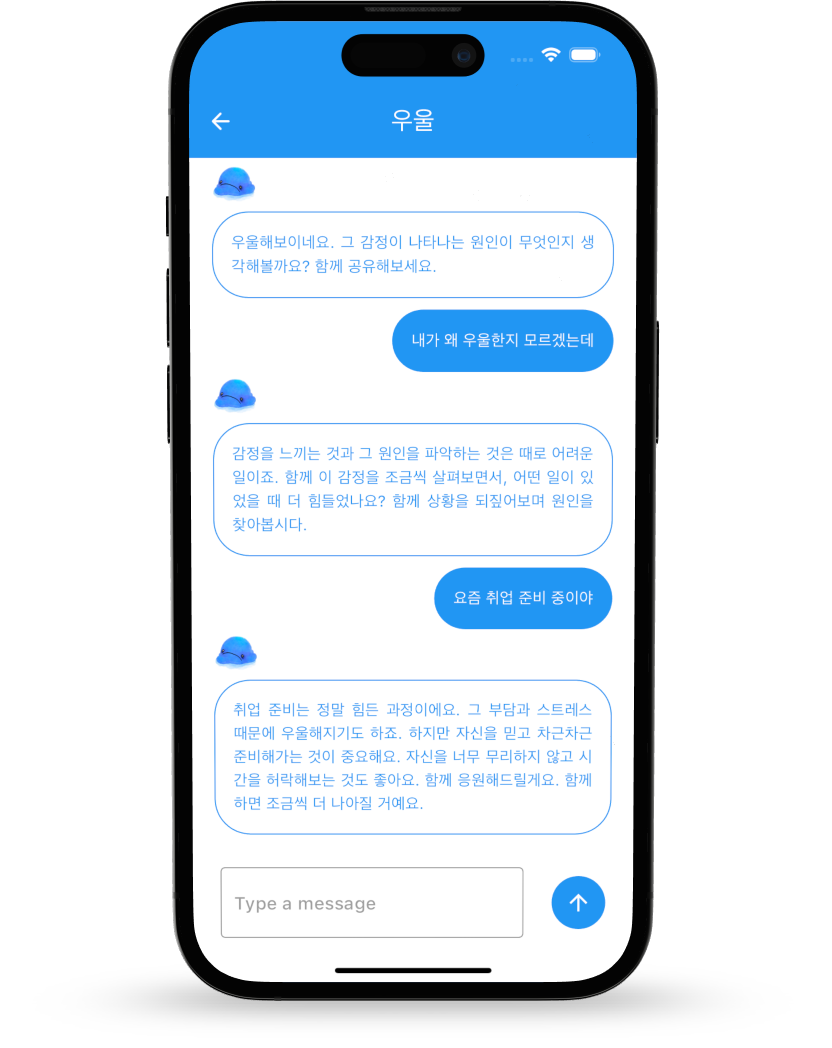 우울
우울해보이네요. 그 감정이 나타나는 원인이 무엇인지 생
각해볼까요? 함께 공유해보세요.
내가 왜 우울한지 모르겠는데
감정을 느끼는 것과 그 원인을 파악하는 것은 때로 어려운
일이죠. 함께 이 감정을 조금씩 살펴보면서, 어떤 일이 있
었을 때 더 힘들었나요? 함께 상황을 되짚어보며 원인을
찾아봅시다.
요즘 취업 준비 중이야
취업 준비는 정말 힘든 과정이에요. 그 부담과 스트레스
때문에 우울해지기도 하죠. 하지만 자신을 믿고 차근차근
준비해가는 것이 중요해요. 자신을 너무 무리하지 않고 시
간을 허락해보는 것도 좋아요. 함께 응원해드릴게요. 함께
하면 조금씩 더 나아질 거예요.
Type a message